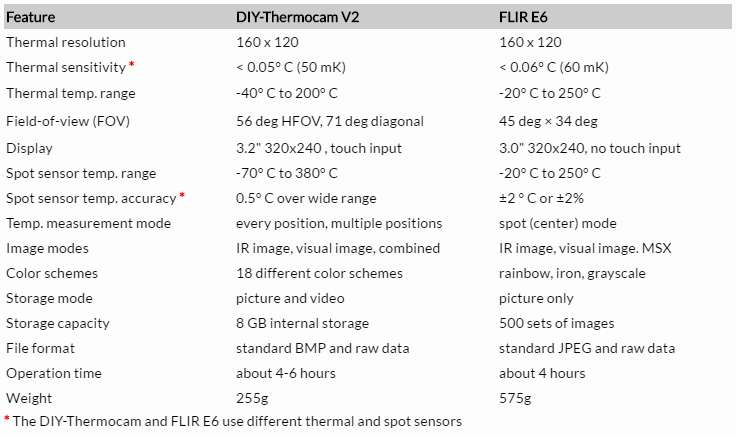 Feature DIY-Thermocam V2 FLIR E6
Thermal resolution 160 x 120 160 x 120
Thermal sensitivity * < 0.05° C (50 mK) < 0.06° C (60 mK)
Thermal temp. range -40° C to 200° C -20° C to 250° C
Field-of-view (FOV) 56 deg HFOV, 71 deg diagonal 45 deg × 34 deg
Display 3.2" 320x240 , touch input 3.0" 320x240, no touch input
Spot sensor temp. range -70° C to 380° C -20° C to 250° C
Spot sensor temp. accuracy * 0.5° C over wide range ±2 ° C or ±2%
Temp. measurement mode every position, multiple positions spot (center) mode
Image modes IR image, visual image, combined IR image, visual image. MSX
Color schemes 18 different color schemes rainbow, iron, grayscale
Storage mode picture and video picture only
Storage capacity 8 GB internal storage 500 sets of images
File format standard BMP and raw data standard JPEG and raw data
Operation time about 4-6 hours about 4 hours
Weight 255g 575g
* The DIY-Thermocam and FLIR E6 use different thermal and spot sensors